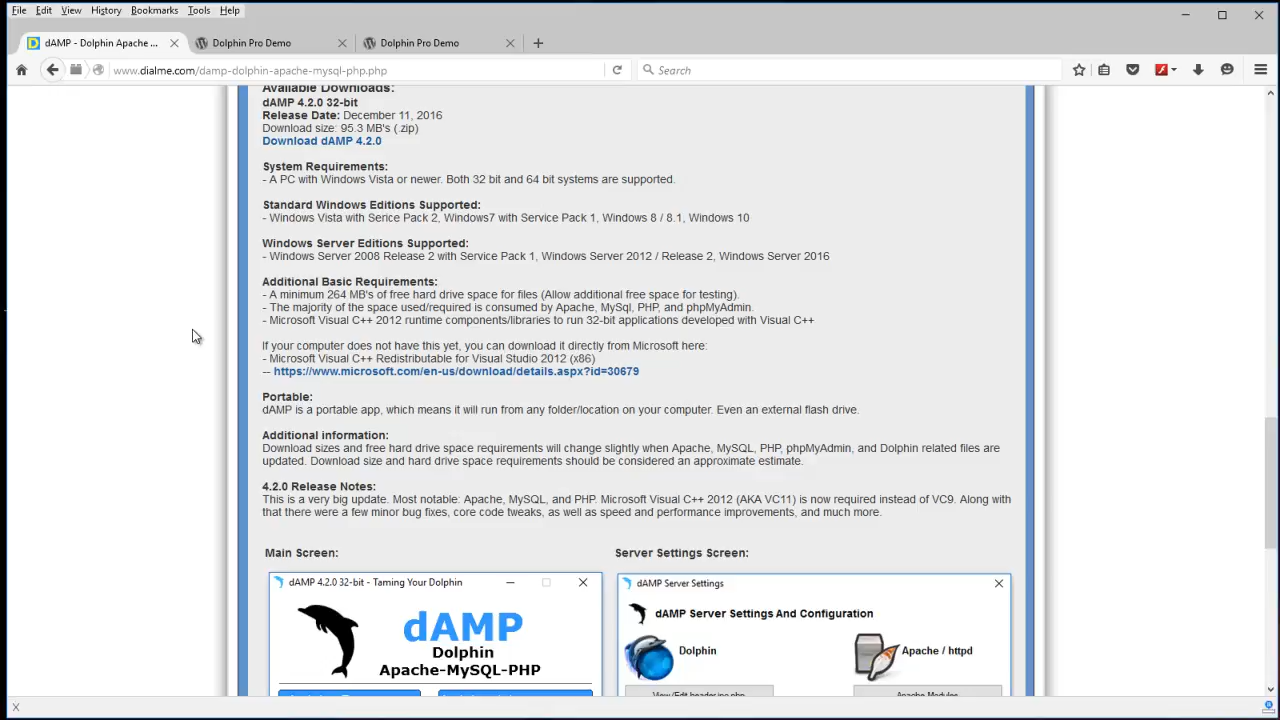 File Edit View History Bookmarks Tools Help
dAMP - Dolphin Apache ... Dolphin Pro Demo Dolphin Pro Demo
www.dialme.com/damp-dolphin-apache-mysql-php.php Search
Available Downloads:
dAMP 4.2.0 32-bit
Release Date: December 11, 2016
Download size: 95.3 MB's (.zip)
Download dAMP 4.2.0
System Requirements:
- A PC with Windows Vista or newer. Both 32 bit and 64 bit systems are supported.
Standard Windows Editions Supported:
- Windows Vista with Serice Pack 2, Windows7 with Service Pack 1, Windows 8 / 8.1, Windows 10
Windows Server Editions Supported:
- Windows Server 2008 Release 2 with Service Pack 1, Windows Server 2012 / Release 2, Windows Server 2016
Additional Basic Requirements:
- A minimum 264 MB's of free hard drive space for files (Allow additional free space for testing).
- The majority of the space used/required is consumed by Apache, MySql, PHP, and phpMyAdmin.
- Microsoft Visual C++ 2012 runtime components/libraries to run 32-bit applications developed with Visual C++
If your computer does not have this yet, you can download it directly from Microsoft here:
- Microsoft Visual C++ Redistributable for Visual Studio 2012 (x86)
-- https://www.microsoft.com/en-us/download/details.aspx?id=30679
Portable:
dAMP is a portable app, which means it will run from any folder/location on your computer. Even an external flash drive.
Additional information:
Download sizes and free hard drive space requirements will change slightly when Apache, MySQL, PHP, phpMyAdmin, and Dolphin related files are
updated. Download size and hard drive space requirements should be considered an approximate estimate.
4.2.0 Release Notes:
This is a very big update. Most notable: Apache, MySQL, and PHP. Microsoft Visual C++ 2012 (AKA VC11) is now required instead of VC9. Along with
that there were a few minor bug fixes, core code tweaks, as well as speed and performance improvements, and much more.
Main Screen: Server Settings Screen:
dAMP 4.2.0 32-bit - Taming Your Dolphin dAMP Server Settings
dAMP Server Settings And Configuration
dAMP
Dolphin Dolphin Apache / httpd
Apache-MySQL-PHP
View/Edit header.inc.php Apache Modules